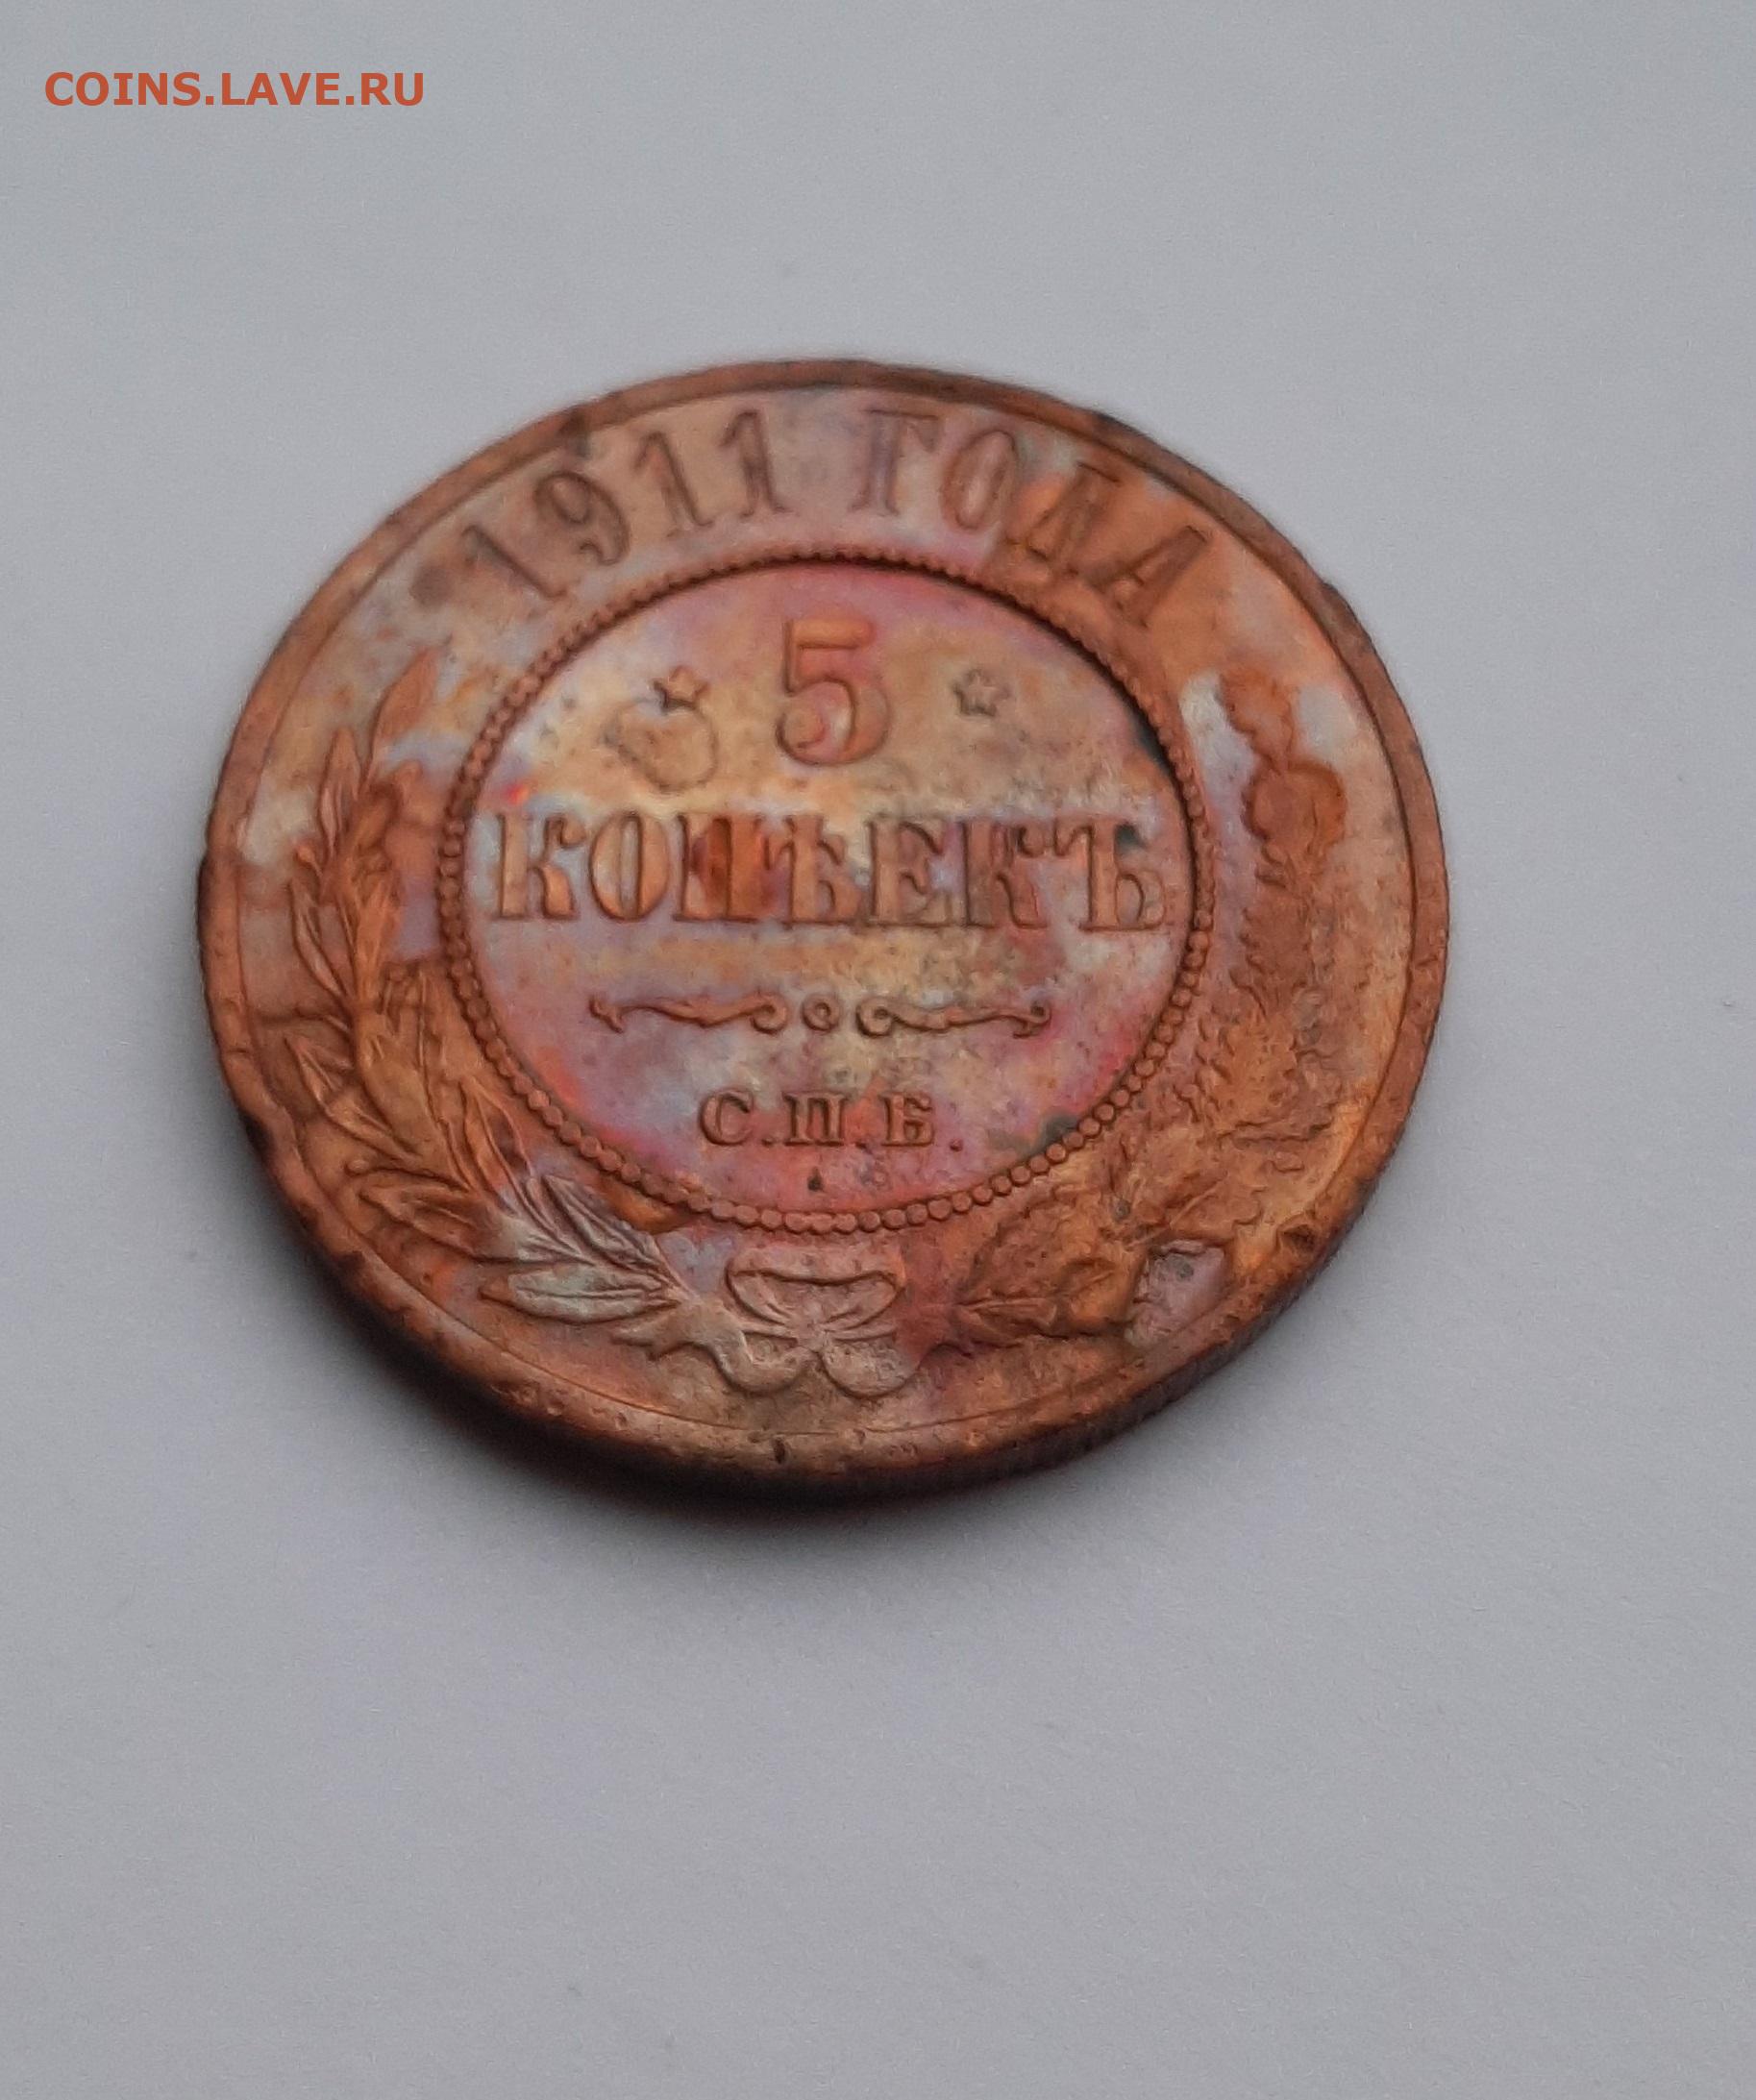 COINS.LAVE.RU
1911 ГОДА
5
КОПѢЕКЪ
С.П.Б.